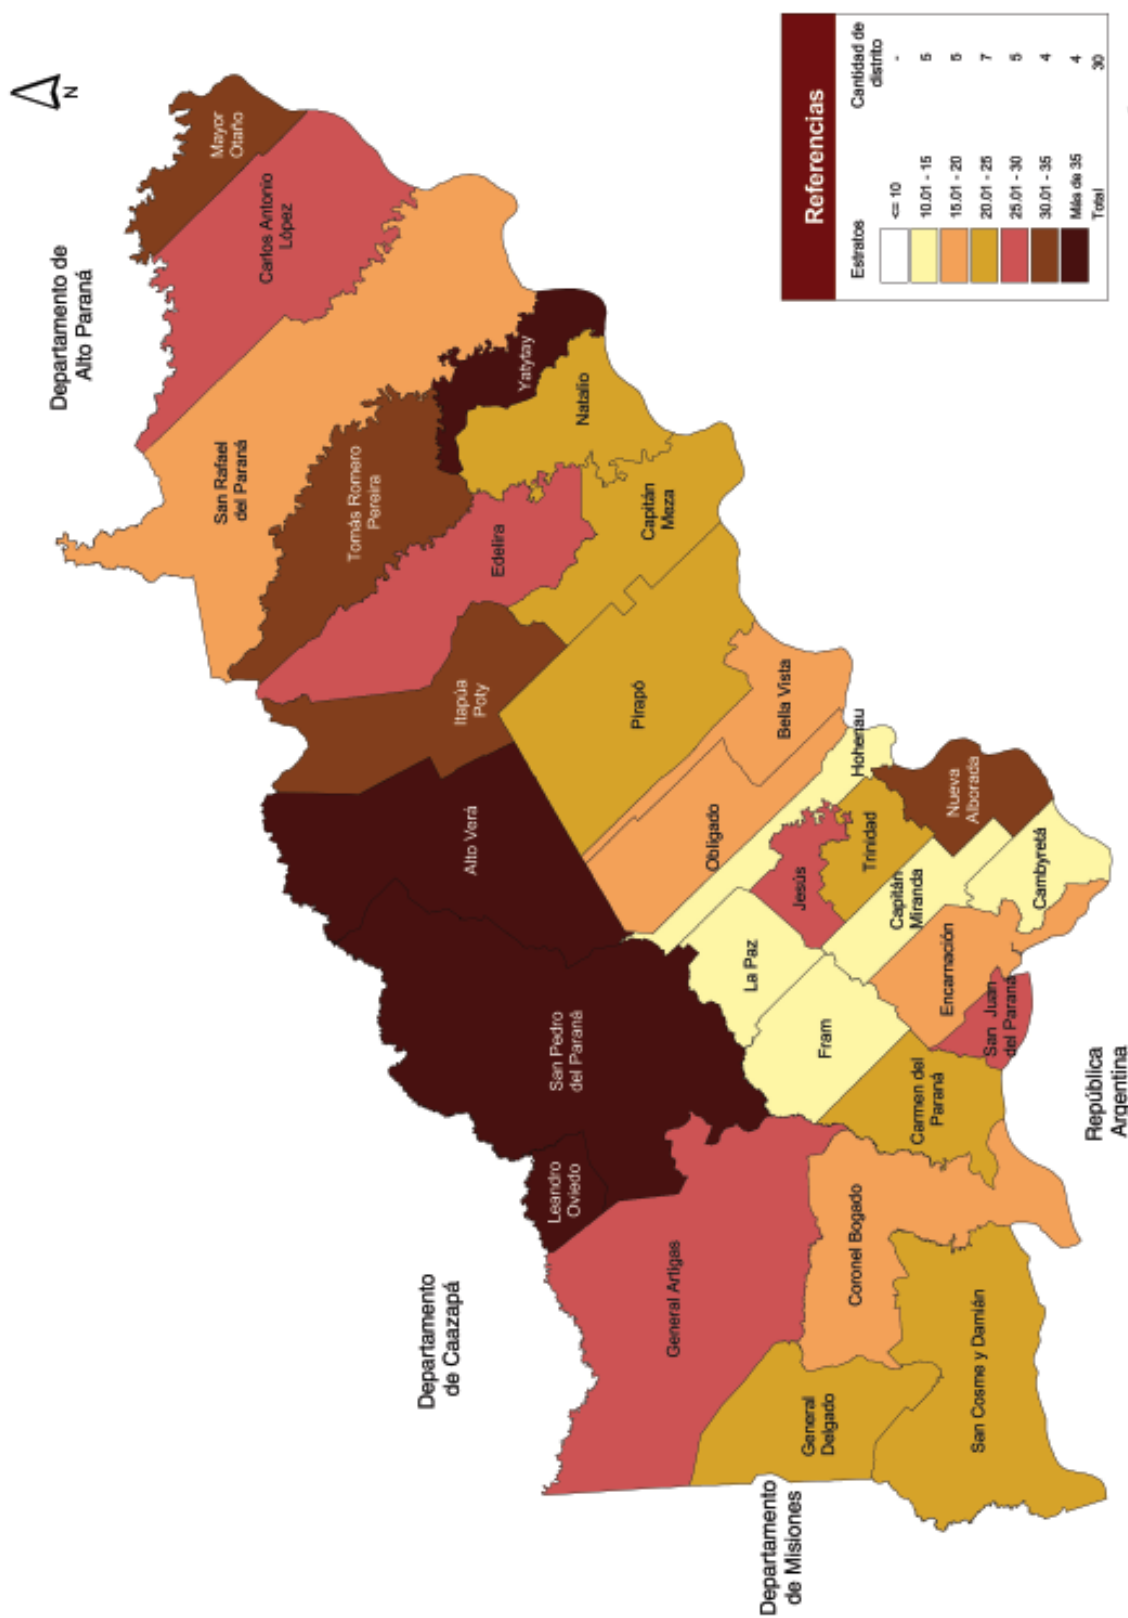 N
Departamento de
Alto Paraná
Mayor
Otaño
Carlos Antonio
López
San Rafael
del Paraná
Tomás Romero
Pereira
Yatytay
Natalio
Edelira
Capitán
Meza
Itapúa
Poty
Pirapó
Bella Vista
Alto Verá
Obligado
Hohenau
Jesús
Trinidad
Nueva
Alborada
Capitán
Miranda
Cambyretá
La Paz
Encarnación
San Pedro
del Paraná
Fram
San Juan
del Paraná
Carmen del
Paraná
Leandro
Oviedo
General Artigas
Coronel Bogado
General
Delgado
San Cosme y Damián
Departamento
de Caazapá
Departamento
de Misiones
República
Argentina
Referencias
Estratos Cantidad de
distrito
<= 10 -
10.01 - 15 5
15.01 - 20 5
20.01 - 25 7
25.01 - 30 5
30.01 - 35 4
Más de 35 4
Total 30